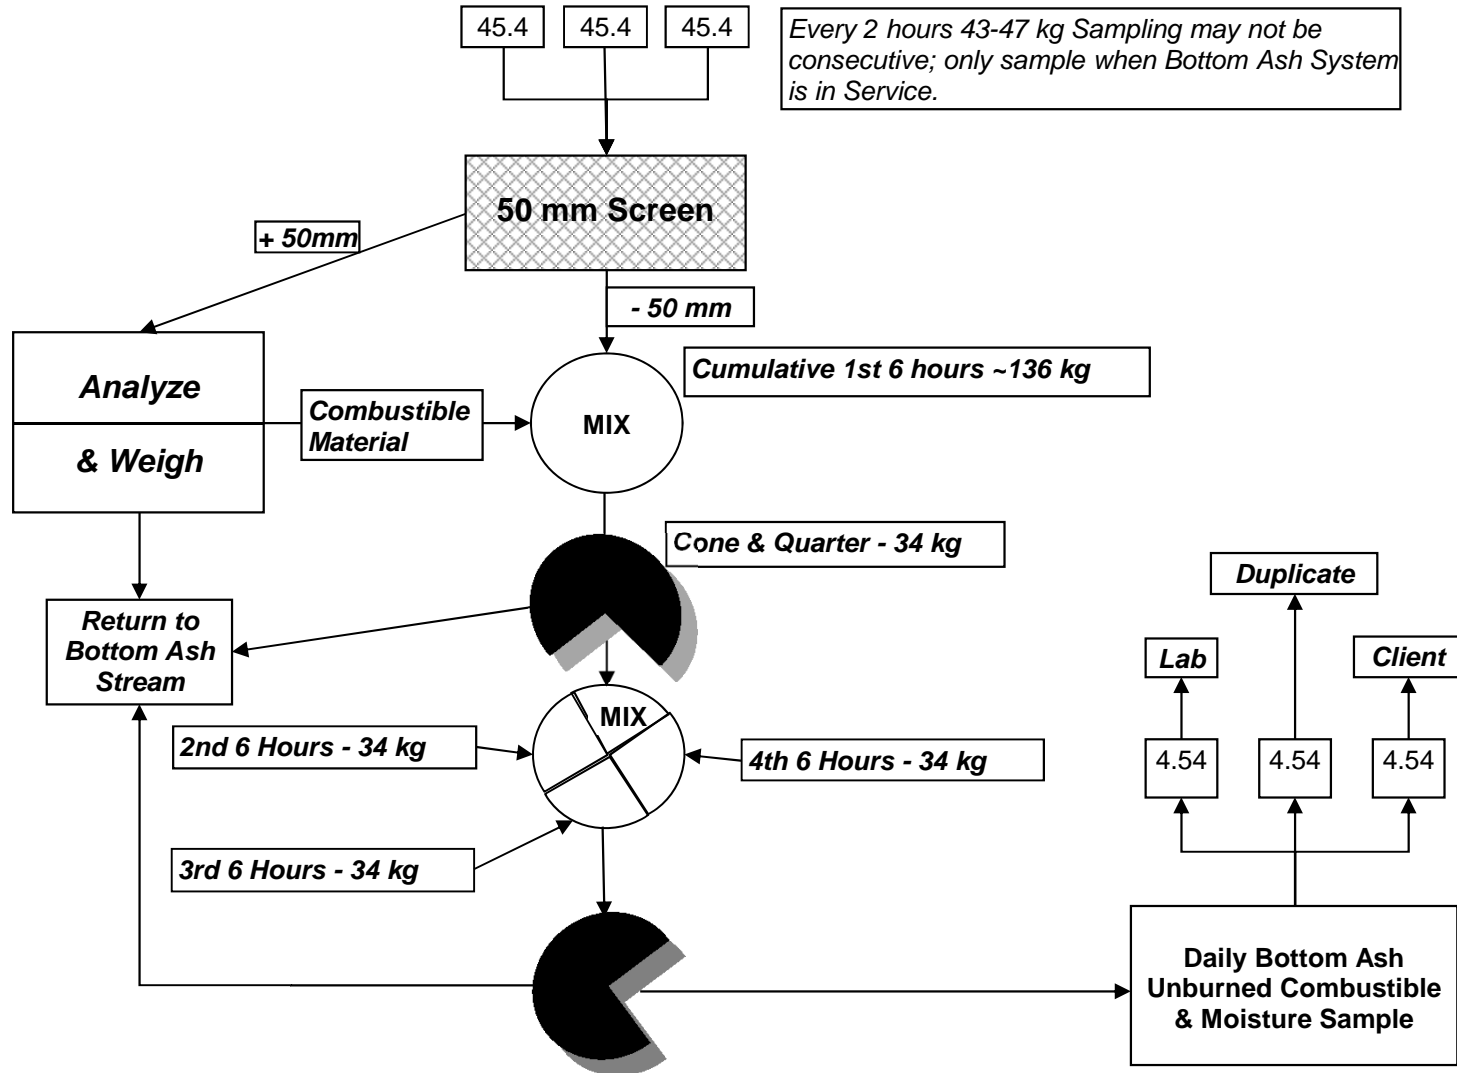 45.4
45.4
45.4
Every 2 hours 43-47 kg Sampling may not be
consecutive; only sample when Bottom Ash System
is in Service.
50 mm Screen
+ 50mm
- 50 mm
Analyze
& Weigh
Combustible
Material
MIX
Cumulative 1st 6 hours ~136 kg
Cone & Quarter - 34 kg
Return to
Bottom Ash
Stream
MIX
2nd 6 Hours - 34 kg
4th 6 Hours - 34 kg
3rd 6 Hours - 34 kg
Duplicate
Lab
Client
4.54
4.54
4.54
Daily Bottom Ash
Unburned Combustible
& Moisture Sample